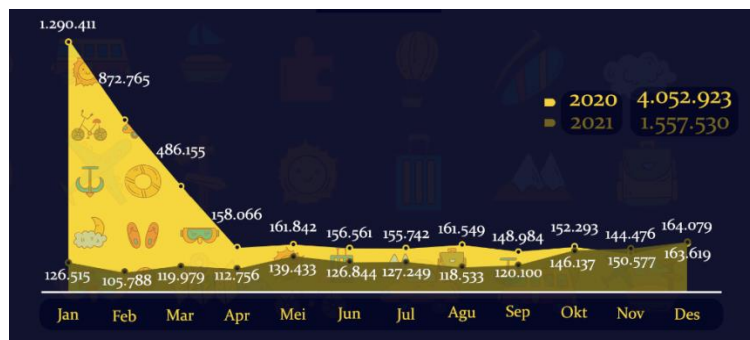 1.290.411
872.765
486.155
158.066 161.842 156.561 155.742 161.549 148.984 152.293 144.476 164.079
2020 4.052.923
2021 1.557.530
126.515 105.788 119.979 112.756 139.433 126.844 127.249 118.533 120.100 146.137 150.577 163.619
Jan Feb Mar Apr Mei Jun Jul Agu Sep Okt Nov Des